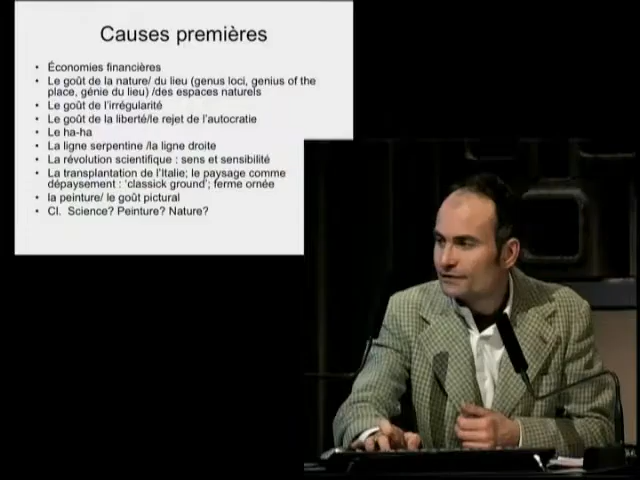 Causes premières
• Économies financières
• Le goût de la nature/ du lieu (genus loci, genius of the
place, génie du lieu) /des espaces naturels
• Le goût de l'irrégularité
• Le goût de la liberté/le rejet de l'autocratie
• Le ha-ha
• La ligne serpentine /la ligne droite
• La révolution scientifique : sens et sensibilité
• La transplantation de l'Italie; le paysage comme
dépaysement : 'classick ground'; ferme ornée
• la peinture/ le goût pictural
• Cl. Science? Peinture? Nature?